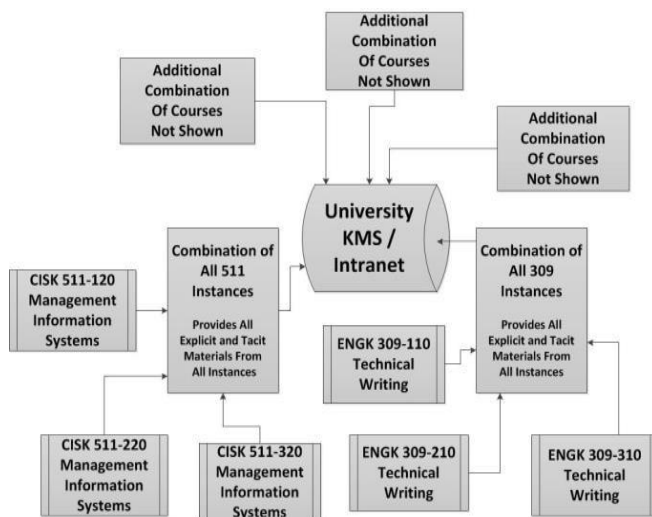 Additional
Combination
Of Courses
Not Shown
Additional
Combination
Of Courses
Not Shown
Additional
Combination
Of Courses
Not Shown
University
KMS /
Intranet
Combination of
All 511
Instances
Provides All
Explicit and Tacit
Materials From
All Instances
Combination of
All 309
Instances
Provides All
Explicit and Tacit
Materials From
All Instances
CISK 511-120
Management
Information
Systems
ENGK 309-110
Technical
Writing
CISK 511-220
Management
Information
Systems
CISK 511-320
Management
Information
Systems
ENGK 309-210
Technical
Writing
ENGK 309-310
Technical
Writing